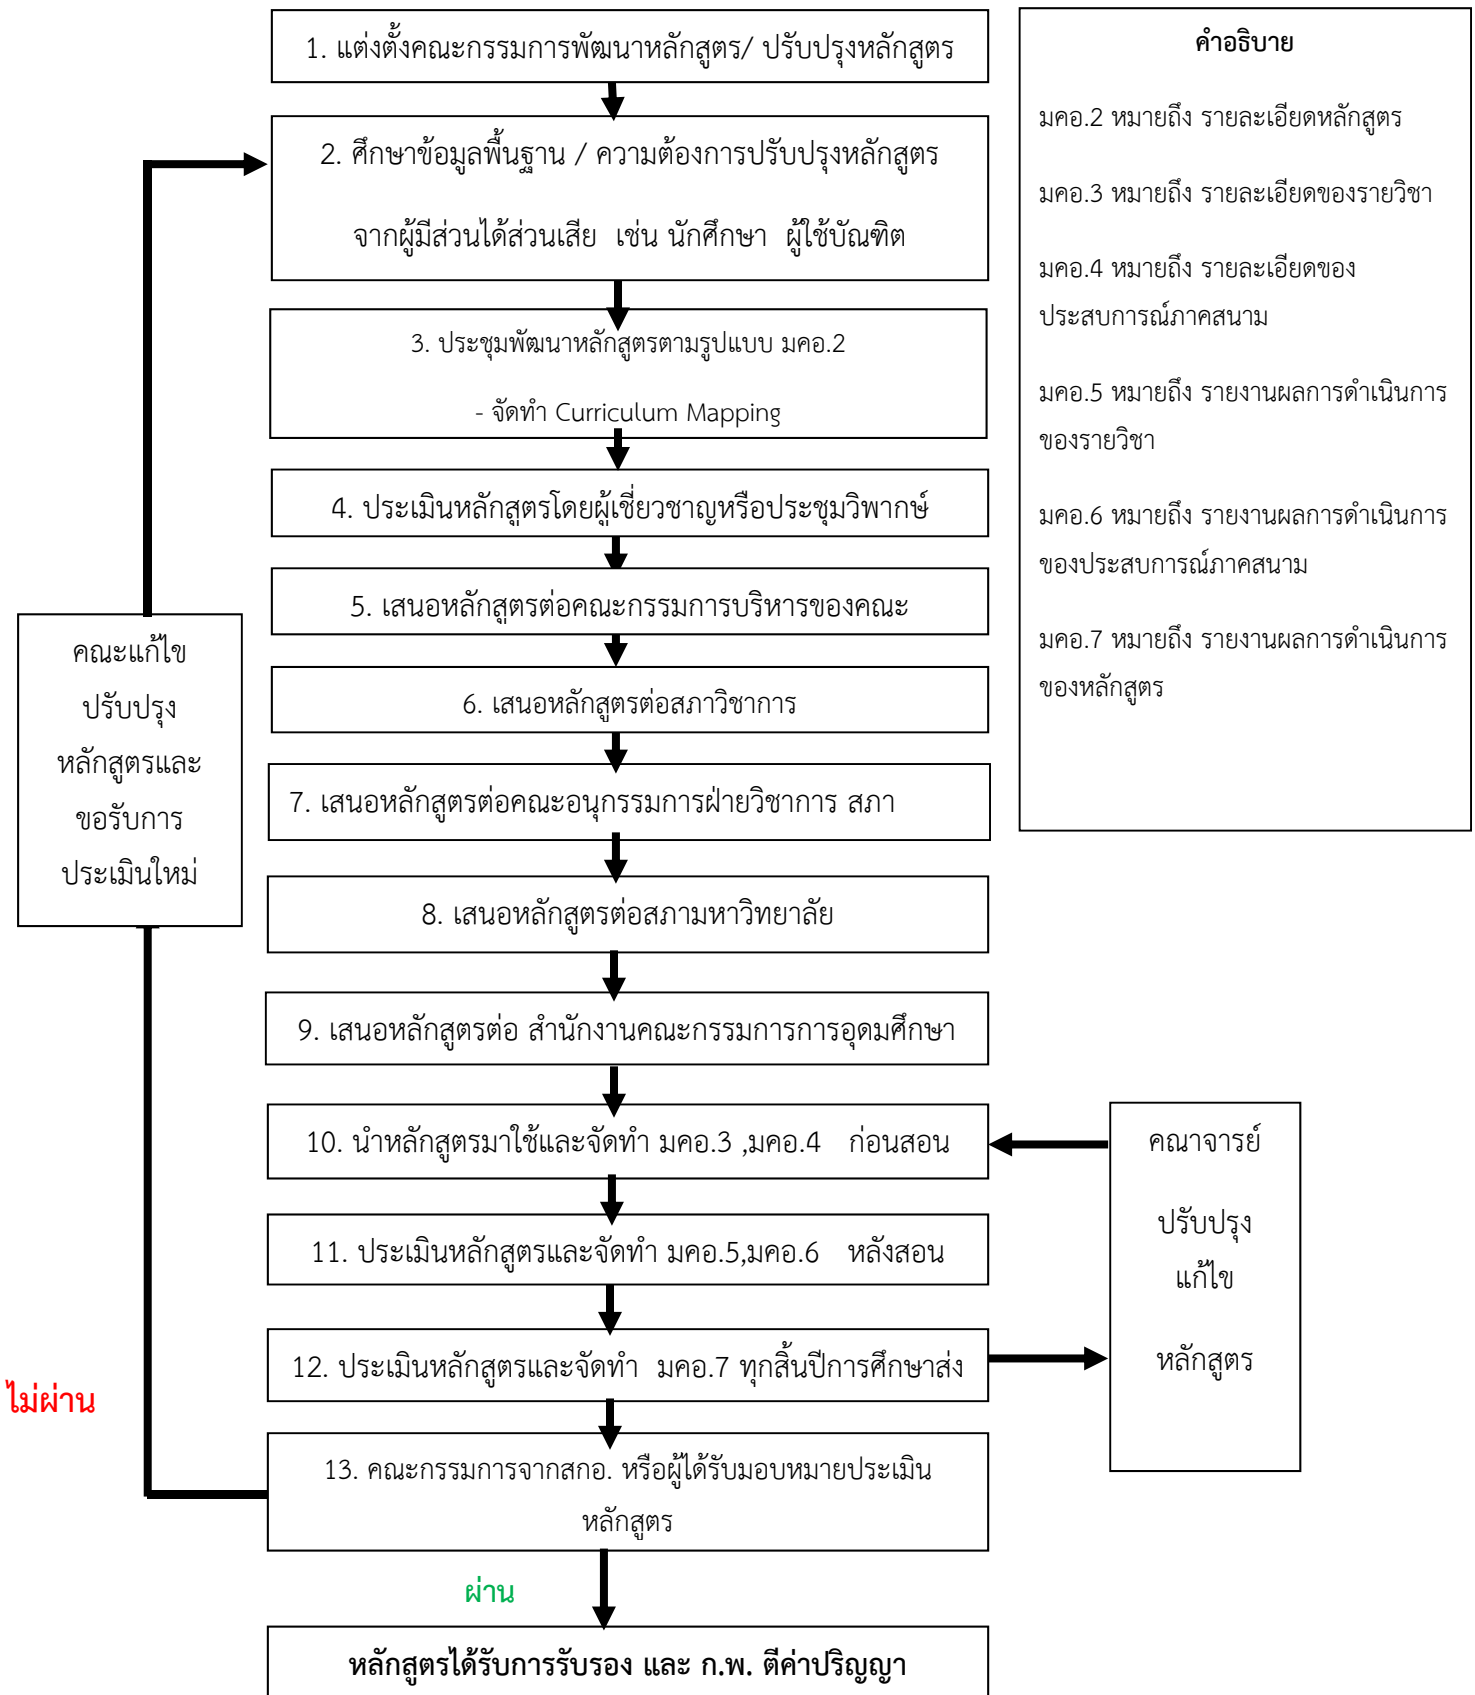 1. แต่งตั้งคณะกรรมการพัฒนาหลักสูตร/ ปรับปรุงหลักสูตร
2. ศึกษาข้อมูลพื้นฐาน / ความต้องการปรับปรุงหลักสูตร
จากผู้มีส่วนได้ส่วนเสีย เช่น นักศึกษา ผู้ใช้บัณฑิต
3. ประชุมพัฒนาหลักสูตรตามรูปแบบ มคอ.2
- จัดทำ Curriculum Mapping
4. ประเมินหลักสูตรโดยผู้เชี่ยวชาญหรือประชุมวิพากษ์
5. เสนอหลักสูตรต่อคณะกรรมการบริหารของคณะ
6. เสนอหลักสูตรต่อสภาวิชาการ
7. เสนอหลักสูตรต่อคณะอนุกรรมการฝ่ายวิชาการ สภา
8. เสนอหลักสูตรต่อสภามหาวิทยาลัย
9. เสนอหลักสูตรต่อ สำนักงานคณะกรรมการการอุดมศึกษา
10. นำหลักสูตรมาใช้และจัดทำ มคอ.3 ,มคอ.4 ก่อนสอน
11. ประเมินหลักสูตรและจัดทำ มคอ.5,มคอ.6 หลังสอน
12. ประเมินหลักสูตรและจัดทำ มคอ.7 ทุกสิ้นปีการศึกษาส่ง
13. คณะกรรมการจากสกอ. หรือผู้ได้รับมอบหมายประเมิน
หลักสูตร
ผ่าน
หลักสูตรได้รับการรับรอง และ ก.พ. ตีค่าปริญญา
คณะแก้ไข
ปรับปรุง
หลักสูตรและ
ขอรับการ
ประเมินใหม่
ไม่ผ่าน
คำอธิบาย
มคอ.2 หมายถึง รายละเอียดหลักสูตร
มคอ.3 หมายถึง รายละเอียดของรายวิชา
มคอ.4 หมายถึง รายละเอียดของ
ประสบการณ์ภาคสนาม
มคอ.5 หมายถึง รายงานผลการดำเนินการ
ของรายวิชา
มคอ.6 หมายถึง รายงานผลการดำเนินการ
ของประสบการณ์ภาคสนาม
มคอ.7 หมายถึง รายงานผลการดำเนินการ
ของหลักสูตร
คณาจารย์
ปรับปรุง
แก้ไข
หลักสูตร